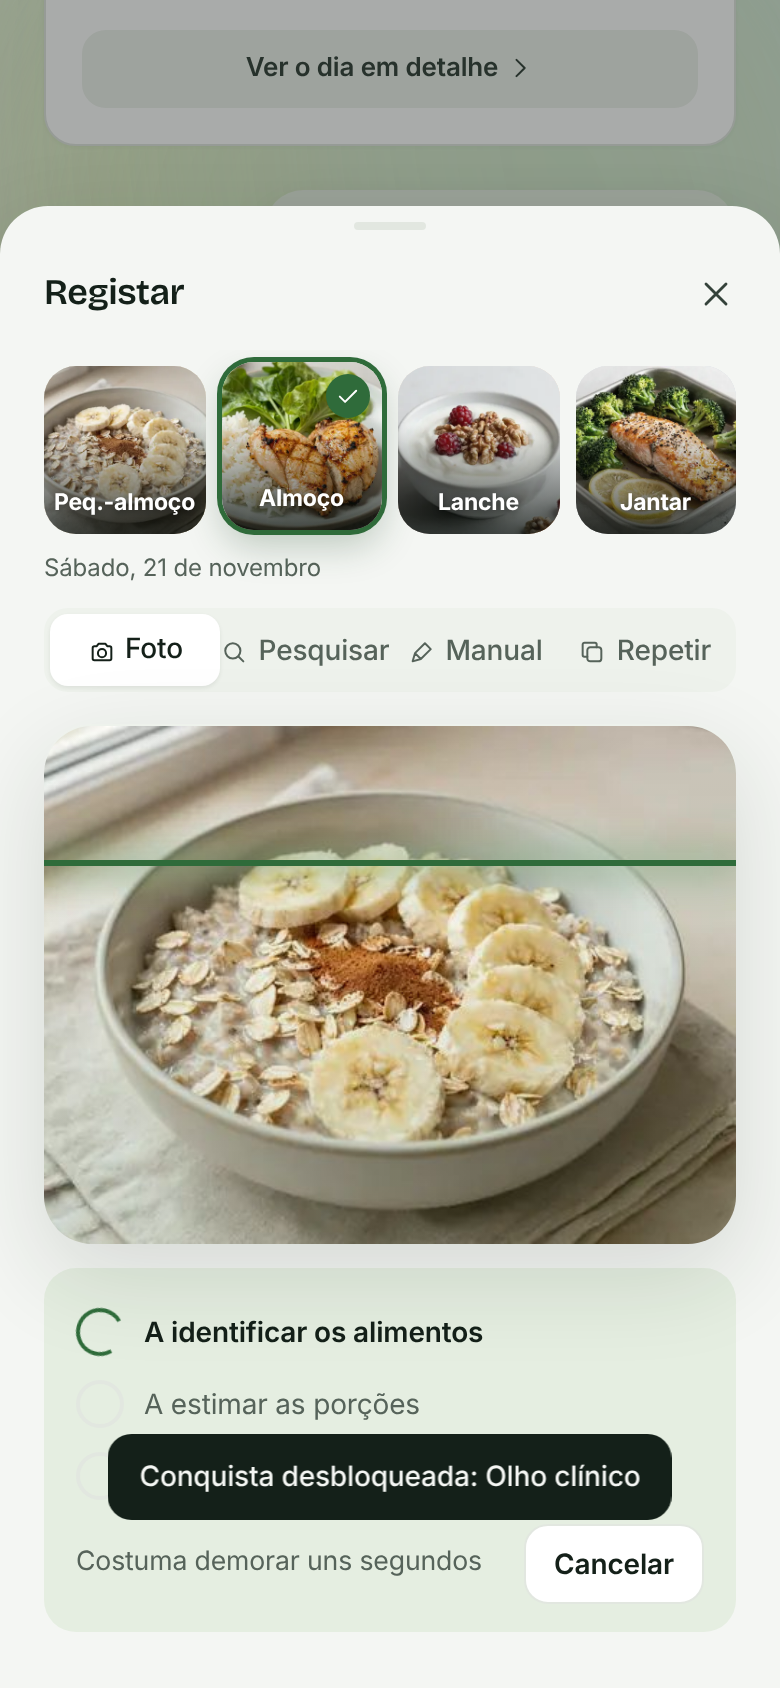 Ver o dia em detalhe
Registar
Peq.-almoço
Almoço
Lanche
Jantar
Sábado, 21 de novembro
Foto
Pesquisar
Manual
Repetir
A identificar os alimentos
A estimar as porções
Conquista desbloqueada: Olho clínico
Costuma demorar uns segundos
Cancelar